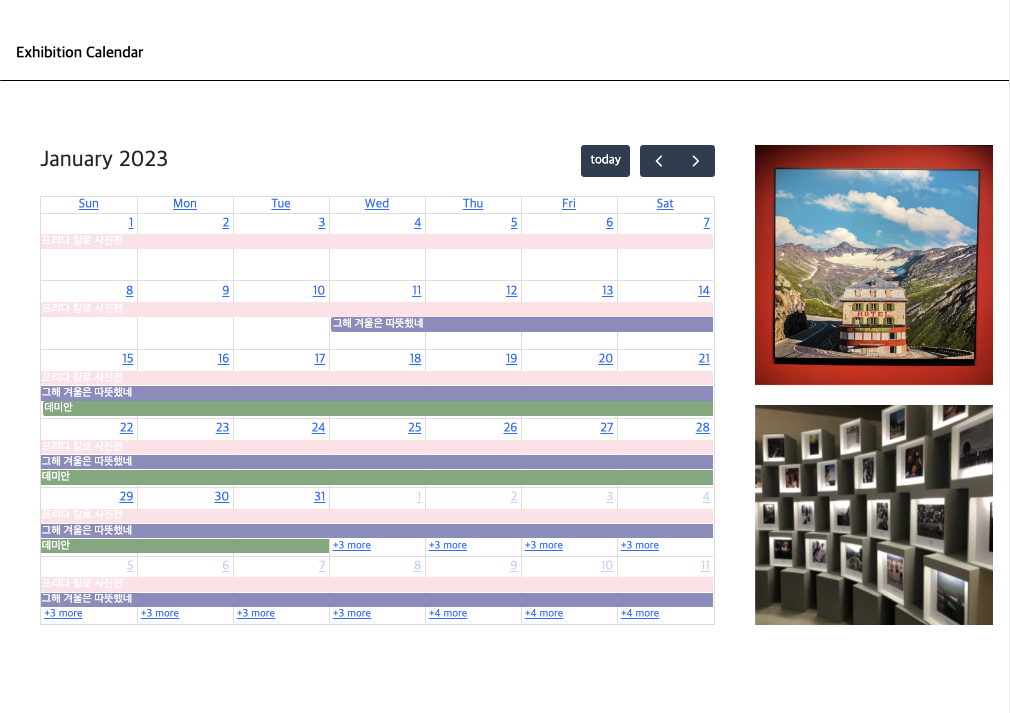 Exhibition Calendar
January 2023
today
Sun Mon Tue Wed Thu Fri Sat
1 2 3 4 5 6 7
프리다 칼로 사진전
8 9 10 11 12 13 14
프리다 칼로 사진전
그해 겨울은 따뜻했네
15 16 17 18 19 20 21
프리다 칼로 사진전
그해 겨울은 따뜻했네
데미안
22 23 24 25 26 27 28
프리다 칼로 사진전
그해 겨울은 따뜻했네
데미안
29 30 31 1 2 3 4
프리다 칼로 사진전
그해 겨울은 따뜻했네
데미안 +3 more +3 more +3 more +3 more
5 6 7 8 9 10 11
프리다 칼로 사진전
그해 겨울은 따뜻했네
+3 more +3 more +3 more +3 more +4 more +4 more +4 more
HOTEL